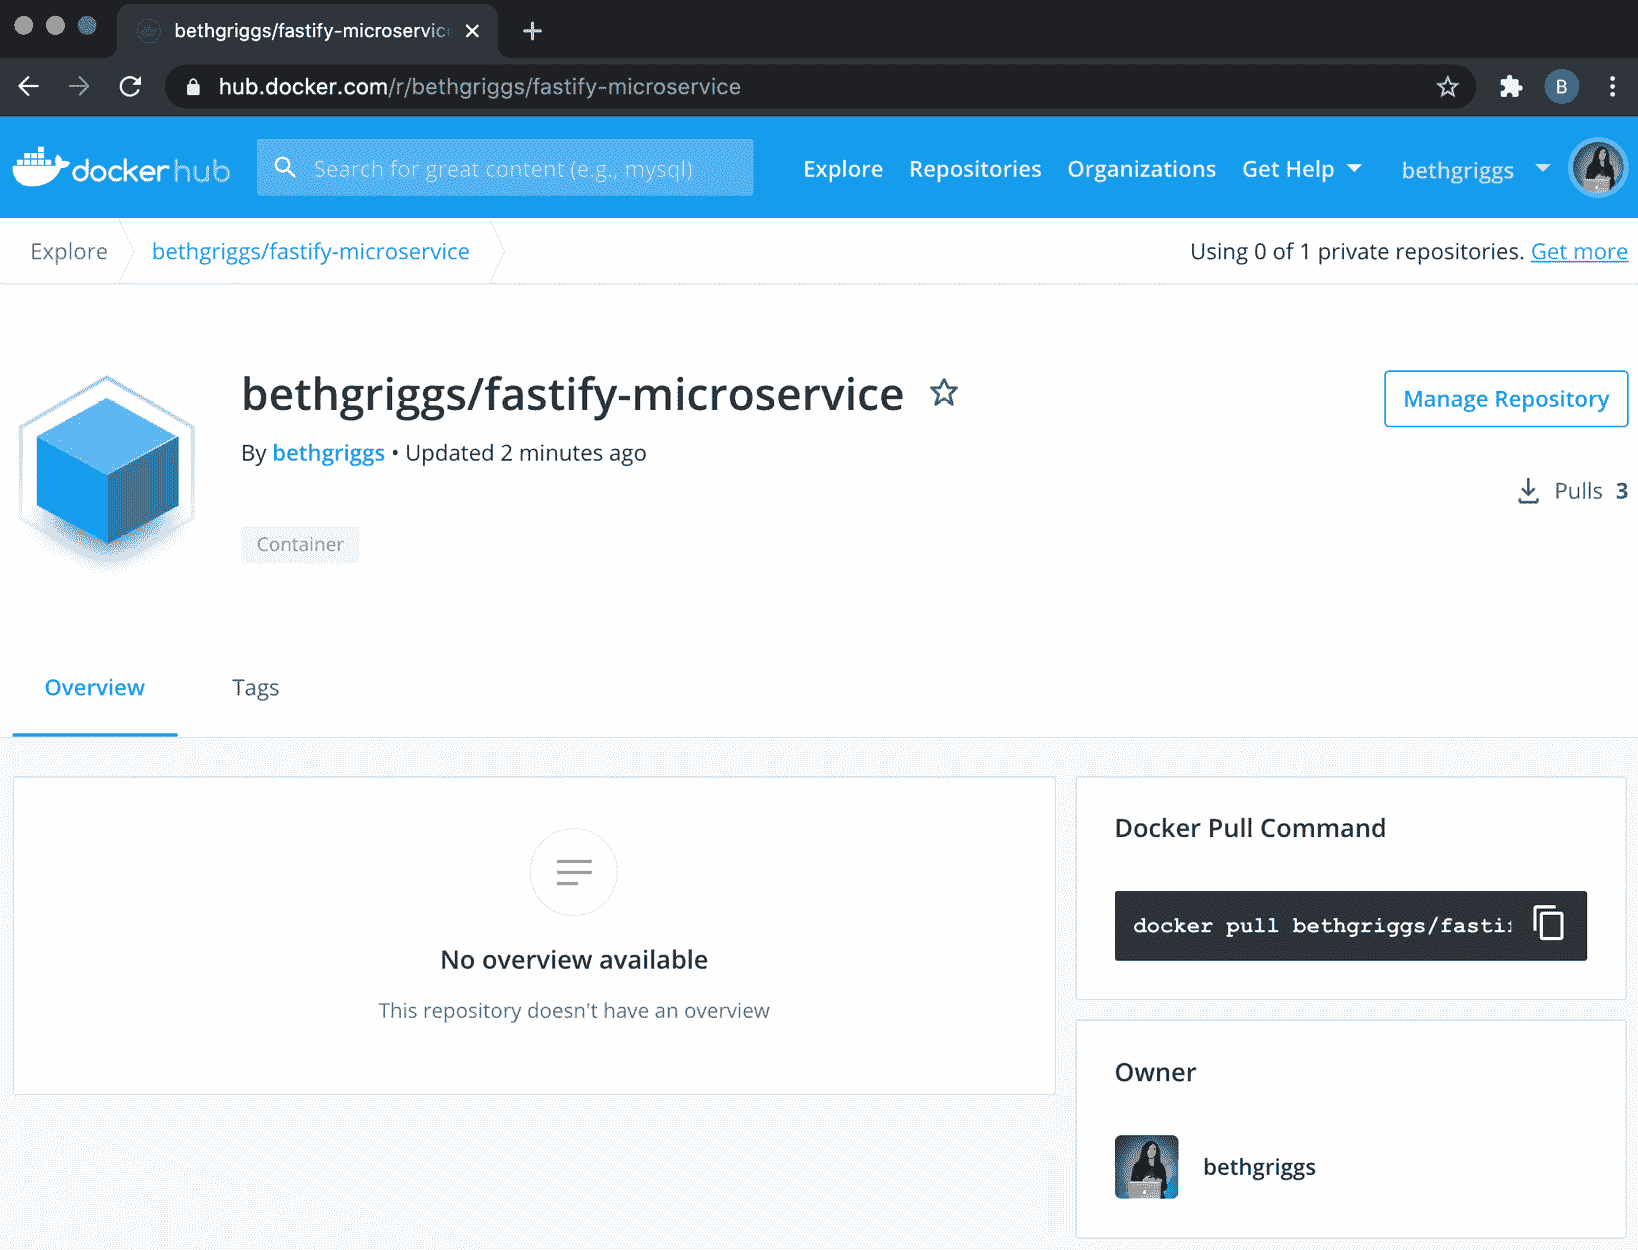 bethgriggs/fastify-microservic
hub.docker.com/r/bethgriggs/fastify-microservice
B
docker hub
Search for great content (e.g., mysql)
Explore
Repositories
Organizations
Get Help
bethgriggs
Explore
bethgriggs/fastify-microservice
Using 0 of 1 private repositories. Get more
bethgriggs/fastify-microservice
Manage Repository
By bethgriggs • Updated 2 minutes ago
Pulls 3
Container
Overview
Tags
No overview available
This repository doesn't have an overview
Docker Pull Command
docker pull bethgriggs/fasti
Owner
bethgriggs